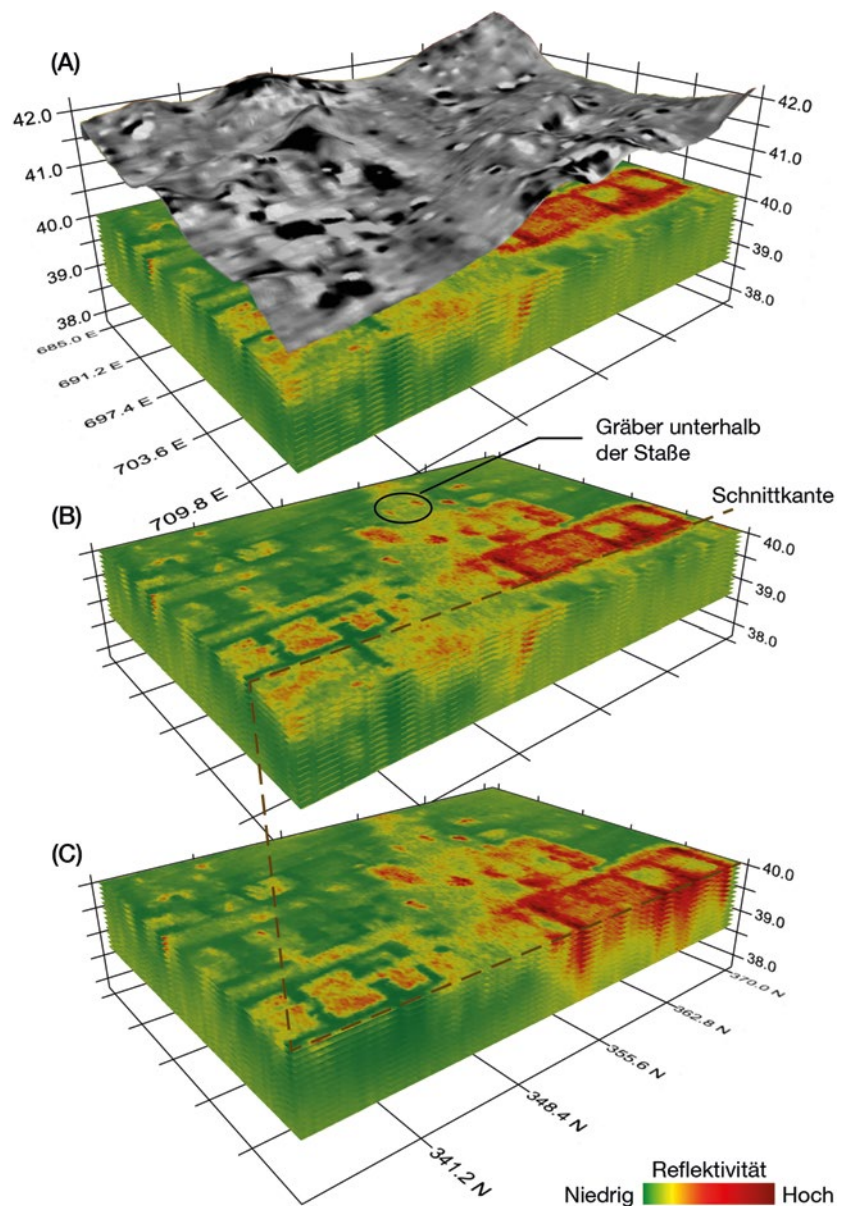 (A)
42.0
41.0
40.0
39.0
38.0
685.0 E
691.2 E
697.4 E
703.6 E
709.8 E
42.0
41.0
40.0
39.0
38.0
Gräber unterhalb
der Staße
Schnittkante
(B)
40.0
39.0
38.0
(C)
40.0
39.0
38.0
370.0 N
362.8 N
355.6 N
348.4 N
341.2 N
Reflektivität
Niedrig Hoch